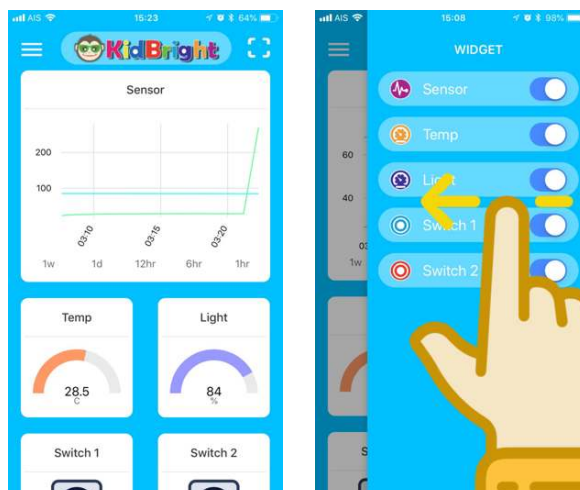 AIS 15:23 64%
KidBright
Sensor
200
100
03:10 03:15 03:20
1w 1d 12hr 6hr 1hr
Temp Light
28.5 84
C %
Switch 1 Switch 2
AIS 15:08 98%
WIDGET
Sensor
Temp
60
Light
40
Switch 1
03
1w
Switch 2
S